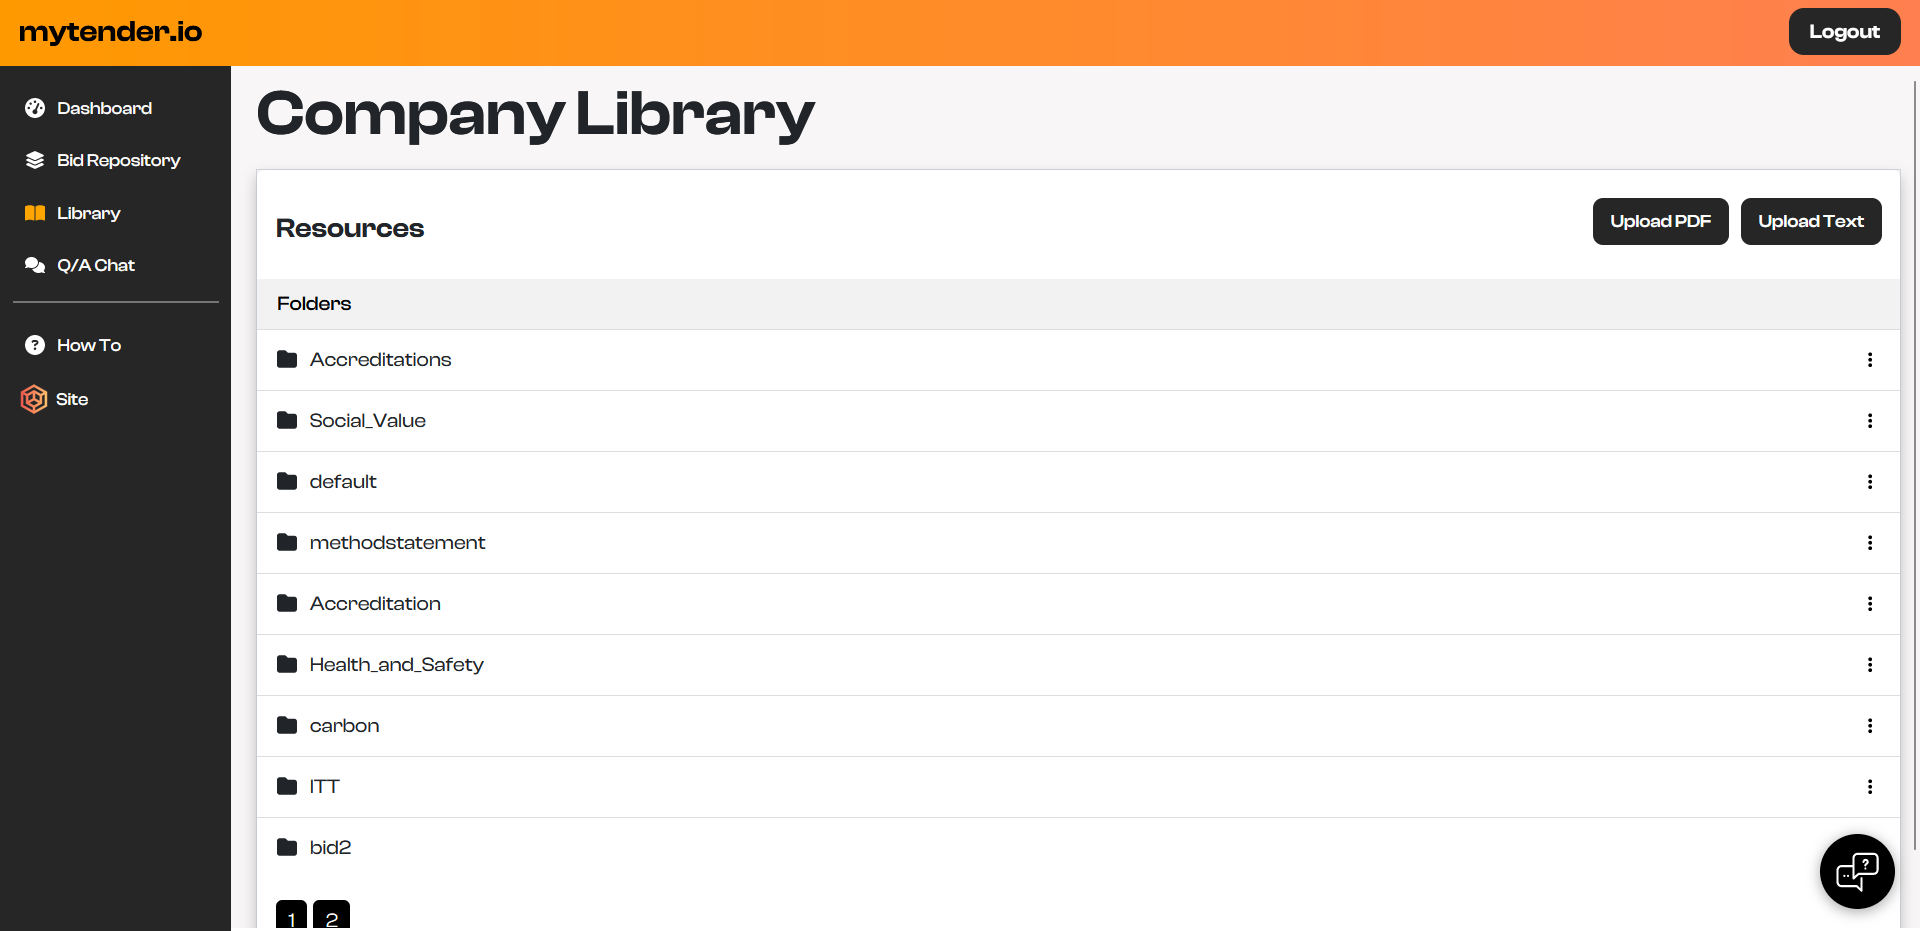 mytender.io
Logout
Dashboard
Bid Repository
Library
Q/A Chat
How To
Site
Company Library
Resources
Upload PDF
Upload Text
Folders
Accreditations
Social_Value
default
methodstatement
Accreditation
Health_and_Safety
carbon
ITT
bid2
1 2